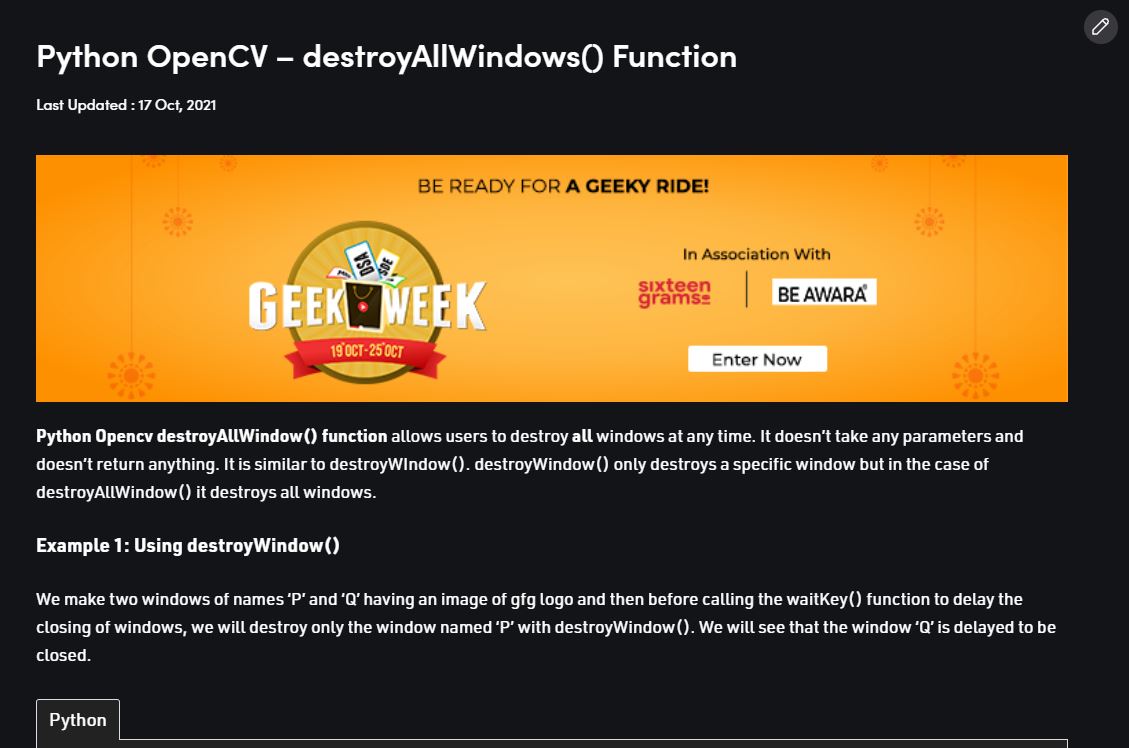 Python OpenCV – destroyAllWindows() Function
Last Updated : 17 Oct, 2021
BE READY FOR A GEEKY RIDE!
DSA
SDE
GEEK WEEK
19 OCT-25 OCT
In Association With
sixteen
grams
BE AWARA
Enter Now
Python Opencv destroyAllWindow() function allows users to destroy all windows at any time. It doesn’t take any parameters and
doesn’t return anything. It is similar to destroyWIndow(). destroyWindow() only destroys a specific window but in the case of
destroyAllWindow() it destroys all windows.
Example 1: Using destroyWindow()
We make two windows of names ‘P’ and ‘Q’ having an image of gfg logo and then before calling the waitKey() function to delay the
closing of windows, we will destroy only the window named ‘P’ with destroyWindow(). We will see that the window ‘Q’ is delayed to be
closed.
Python